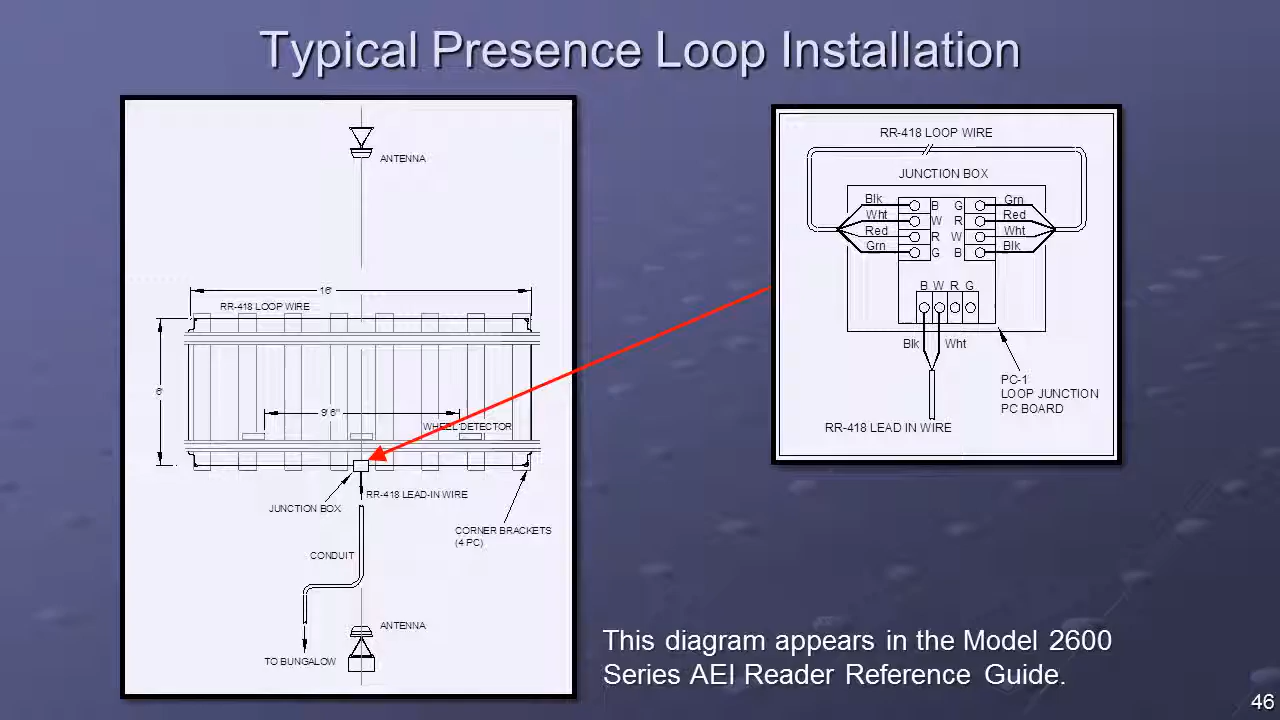 Typical Presence Loop Installation
ANTENNA
16'
RR-418 LOOP WIRE
6'
9' 6"
WHEEL DETECTOR
RR-418 LEAD-IN WIRE
JUNCTION BOX
CORNER BRACKETS
(4 PC)
CONDUIT
ANTENNA
TO BUNGALOW
RR-418 LOOP WIRE
JUNCTION BOX
Blk B G Grn
Wht W R Red
Red R W Wht
Grn G B Blk
B W R G
Blk Wht
PC-1
LOOP JUNCTION
PC BOARD
RR-418 LEAD IN WIRE
This diagram appears in the Model 2600
Series AEI Reader Reference Guide.
46